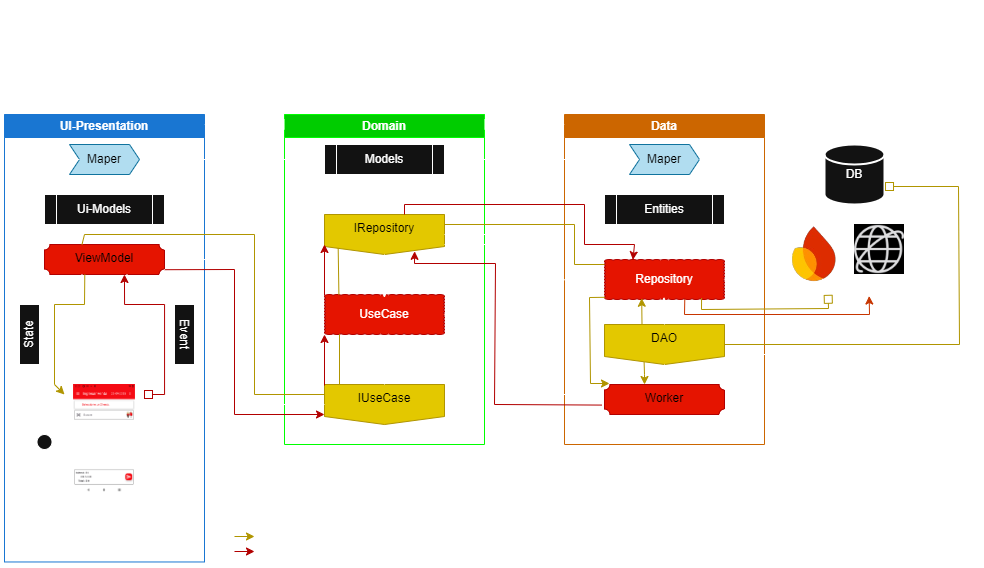 UI-Presentation
Maper
Ui-Models
ViewModel
State
Event
Domain
Models
IRepository
UseCase
IUseCase
Data
Maper
Entities
Repository
DAO
Worker
DB